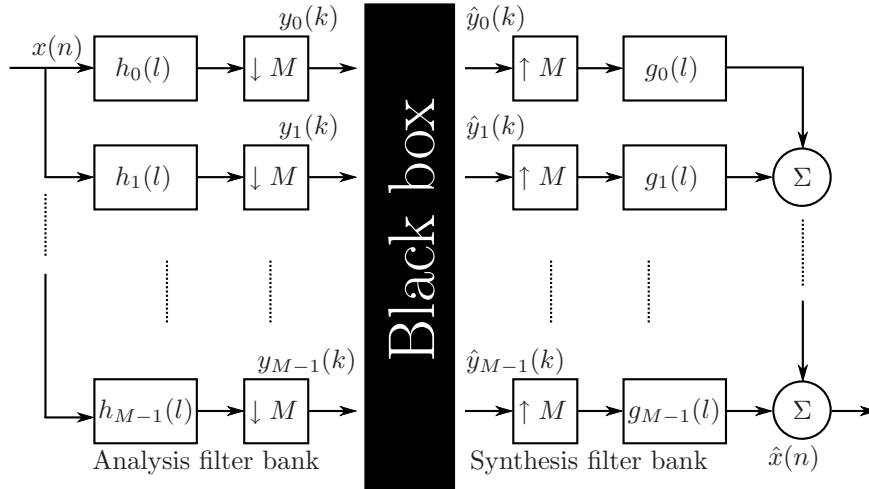 y_0(k)
ŷ_0(k)
x(n)
h_0(l)
↓ M
↑ M
g_0(l)
y_1(k)
ŷ_1(k)
h_1(l)
↓ M
↑ M
g_1(l)
Σ
Black box
y_{M-1}(k)
ŷ_{M-1}(k)
h_{M-1}(l)
↓ M
↑ M
g_{M-1}(l)
Σ
Analysis filter bank
Synthesis filter bank
x̂(n)